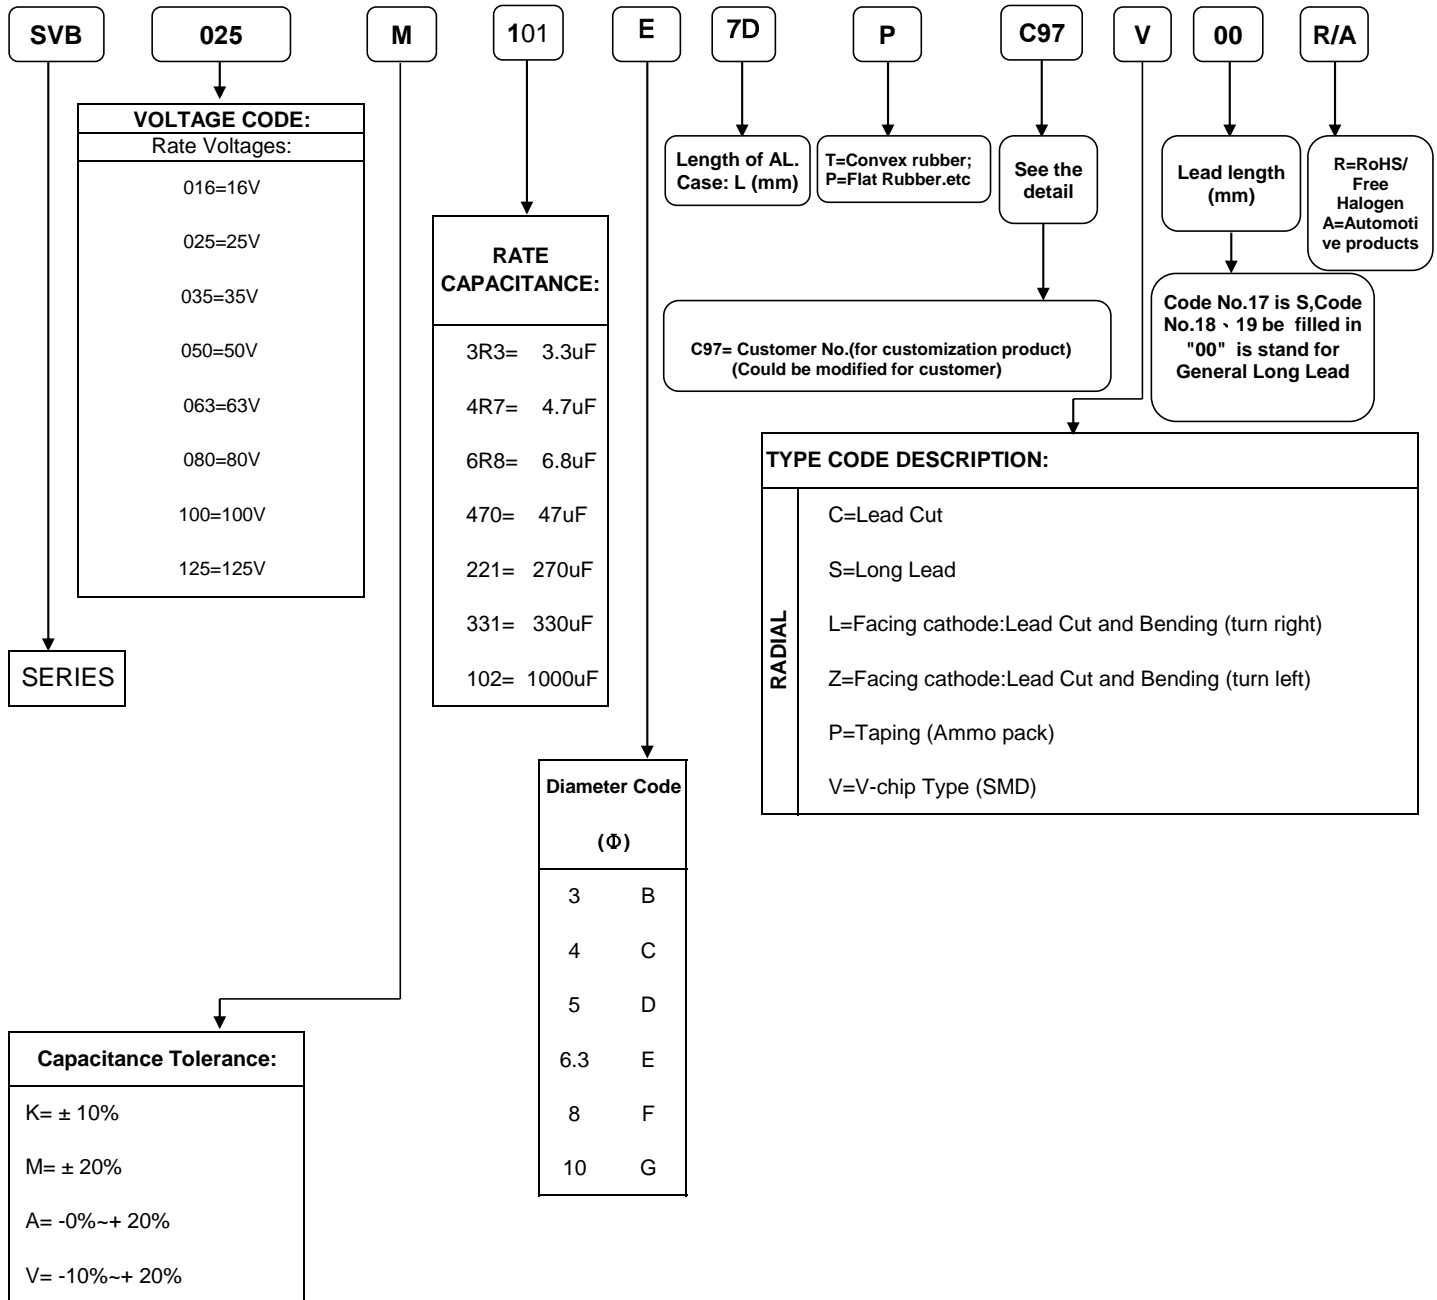 SVB 025 M 101 E 7D P C97 V 00 R/A
VOLTAGE CODE:
Rate Voltages:
016=16V
025=25V
035=35V
050=50V
063=63V
080=80V
100=100V
125=125V
SERIES
RATE
CAPACITANCE:
3R3= 3.3uF
4R7= 4.7uF
6R8= 6.8uF
470= 47uF
221= 270uF
331= 330uF
102= 1000uF
Length of AL.
Case: L (mm)
T=Convex rubber;
P=Flat Rubber.etc
See the
detail
Lead length
(mm)
R=RoHS/
Free
Halogen
A=Automoti
ve products
C97= Customer No.(for customization product)
(Could be modified for customer)
Code No.17 is S,Code
No.18、19 be filled in
"00" is stand for
General Long Lead
TYPE CODE DESCRIPTION:
RADIAL
C=Lead Cut
S=Long Lead
L=Facing cathode:Lead Cut and Bending (turn right)
Z=Facing cathode:Lead Cut and Bending (turn left)
P=Taping (Ammo pack)
V=V-chip Type (SMD)
Diameter Code
(Φ)
3 B
4 C
5 D
6.3 E
8 F
10 G
Capacitance Tolerance:
K= ± 10%
M= ± 20%
A= -0%~+ 20%
V= -10%~+ 20%